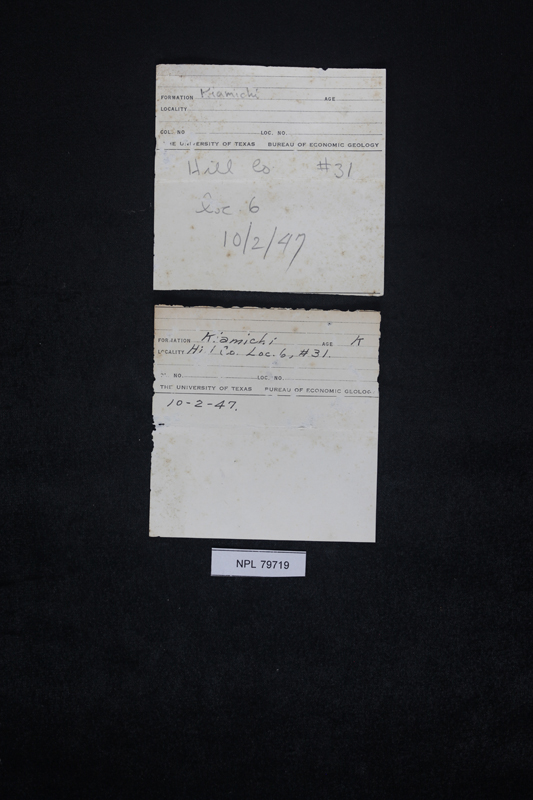 FORMATION Kiamichi AGE
LOCALITY
COL. NO LOC. NO.
THE UNIVERSITY OF TEXAS BUREAU OF ECONOMIC GEOLOGY
Hill Co #31
Loc 6
10/2/47
FORMATION Kiamichi AGE K
LOCALITY Hill Co. Loc. 6, #31.
NO. LOC. NO.
THE UNIVERSITY OF TEXAS BUREAU OF ECONOMIC GEOLOG
10-2-47.
NPL 79719